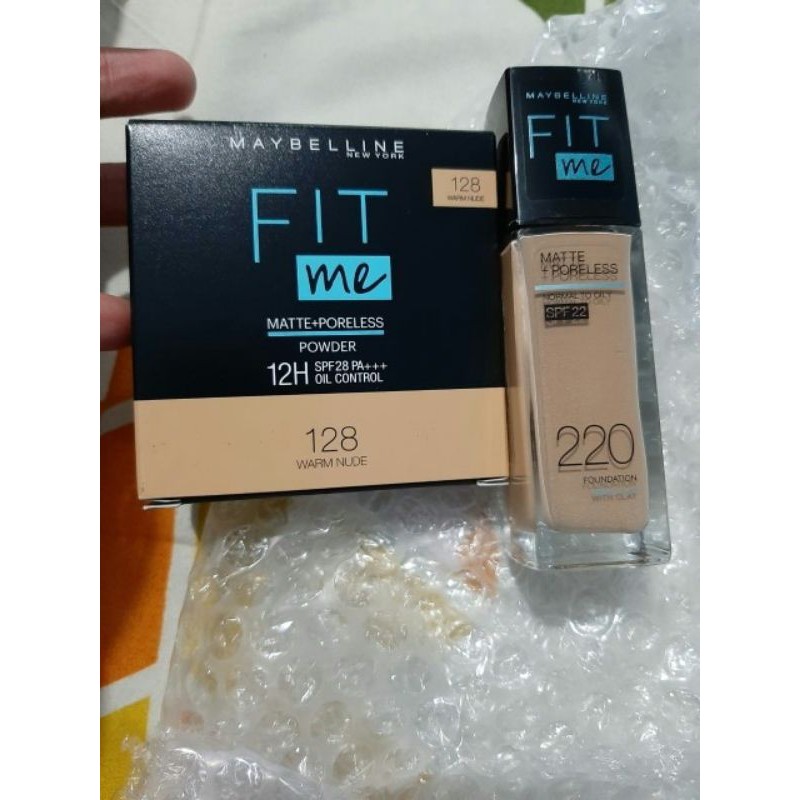 MAYBELLINE
NEW YORK
128
WARM NUDE
FIT
me
MATTE+PORELESS
POWDER
12H SPF28 PA+++
OIL CONTROL
128
WARM NUDE
MAYBELLINE
NEW YORK
FIT
me
MATTE
+ PORELESS
NORMAL TO OILY
SPF 22
220
FOUNDATION
WITH CLAY